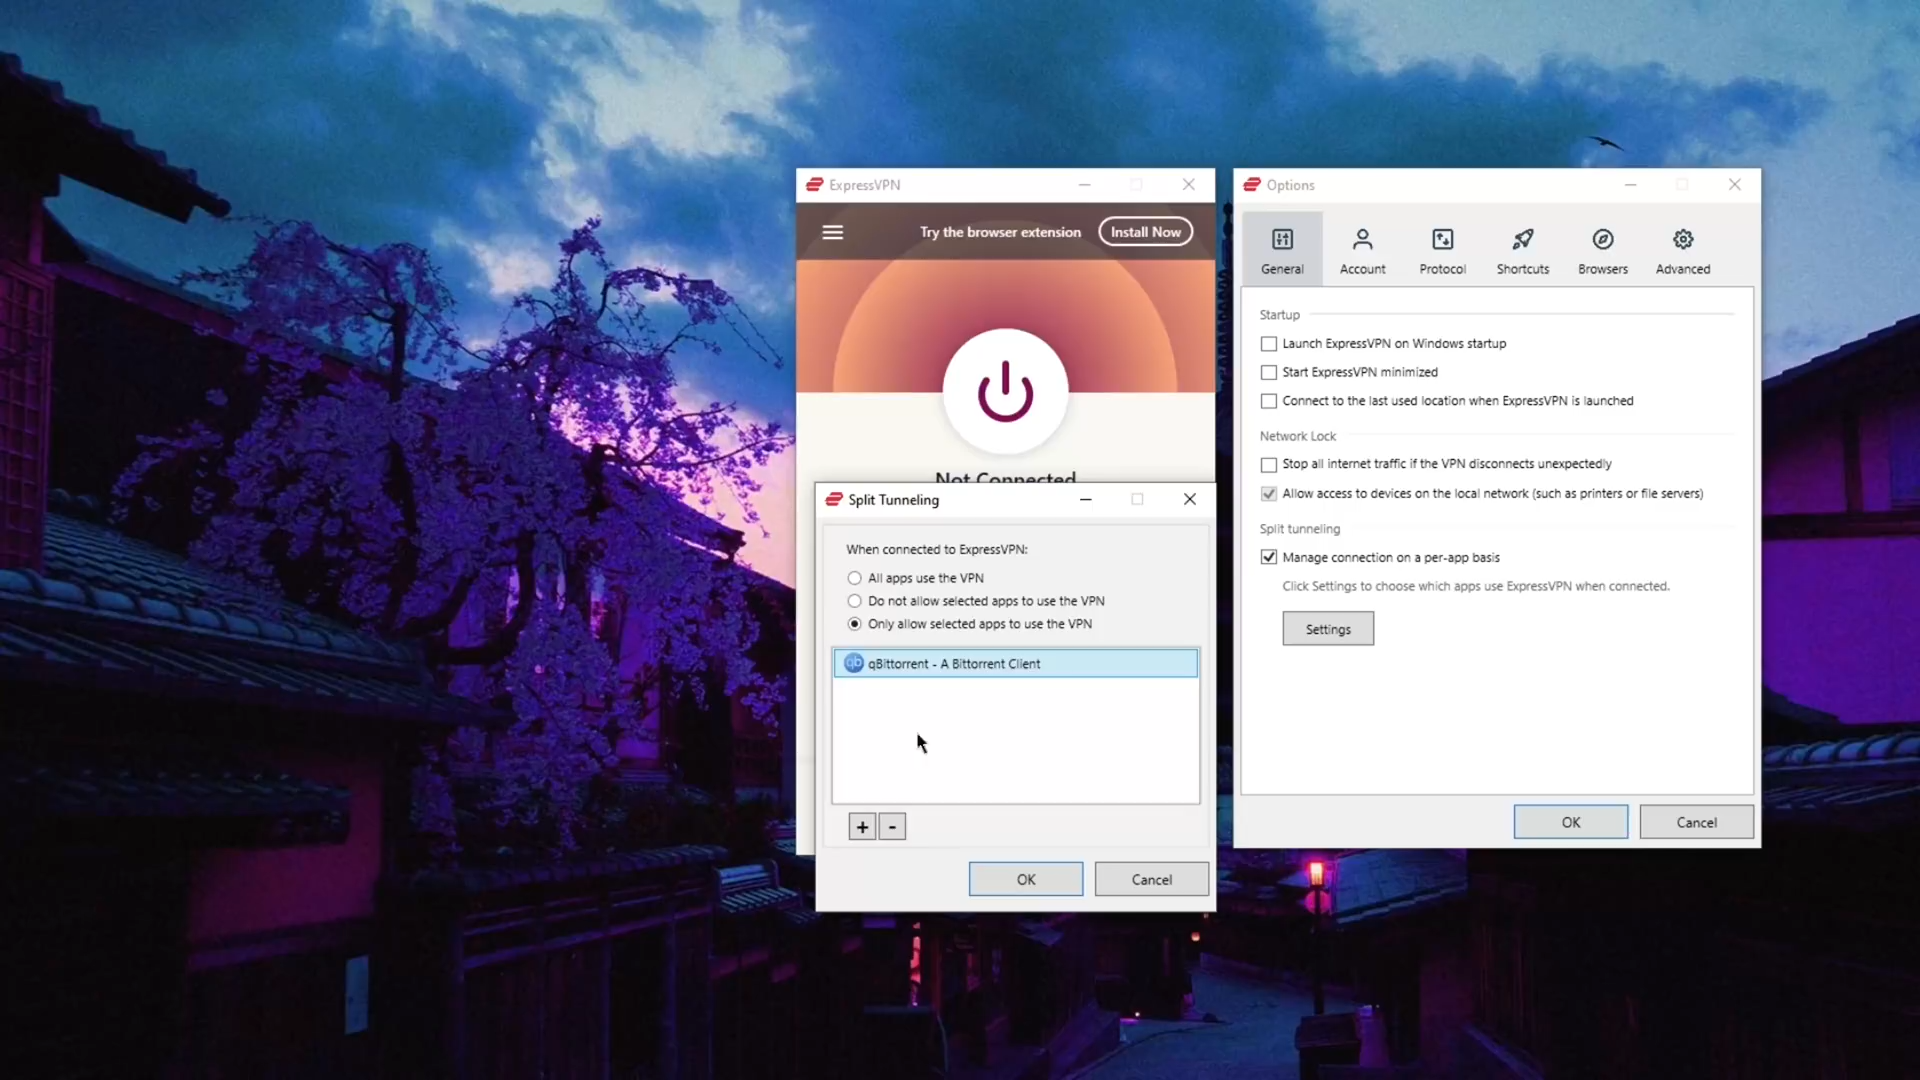 ExpressVPN
Try the browser extension
Install Now
Not Connected
Split Tunneling
When connected to ExpressVPN:
All apps use the VPN
Do not allow selected apps to use the VPN
Only allow selected apps to use the VPN
qb qBittorrent - A Bittorrent Client
+ -
OK Cancel
Options
General Account Protocol Shortcuts Browsers Advanced
Startup
Launch ExpressVPN on Windows startup
Start ExpressVPN minimized
Connect to the last used location when ExpressVPN is launched
Network Lock
Stop all internet traffic if the VPN disconnects unexpectedly
Allow access to devices on the local network (such as printers or file servers)
Split tunneling
Manage connection on a per-app basis
Click Settings to choose which apps use ExpressVPN when connected.
Settings
OK Cancel